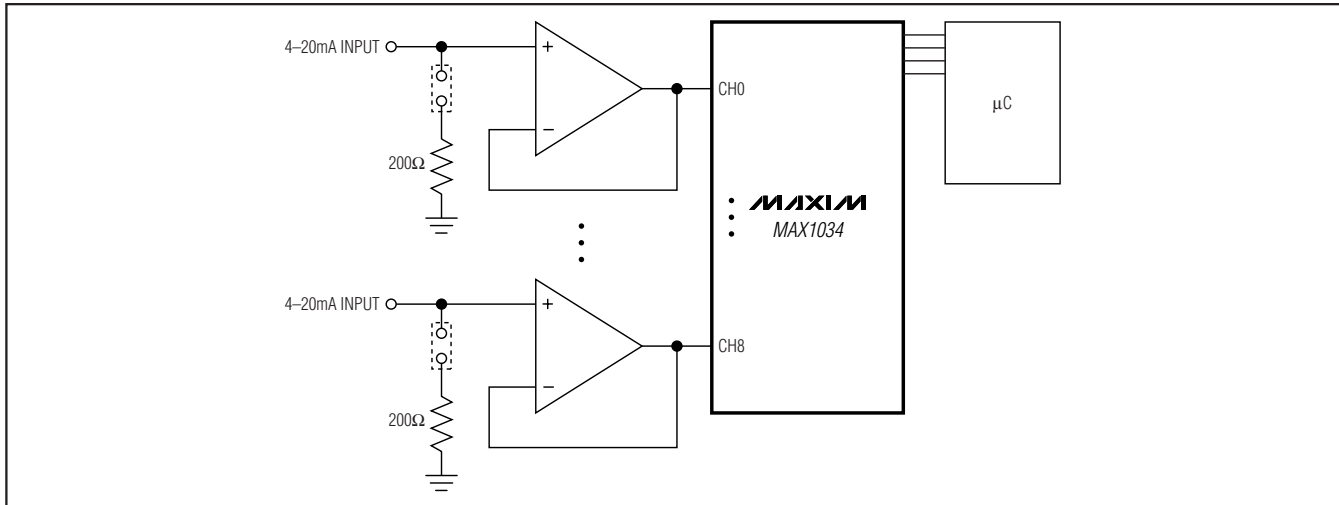 4–20mA INPUT
+
−
200Ω
CH0
μC
MAXIM
MAX1034
4–20mA INPUT
+
−
200Ω
CH8